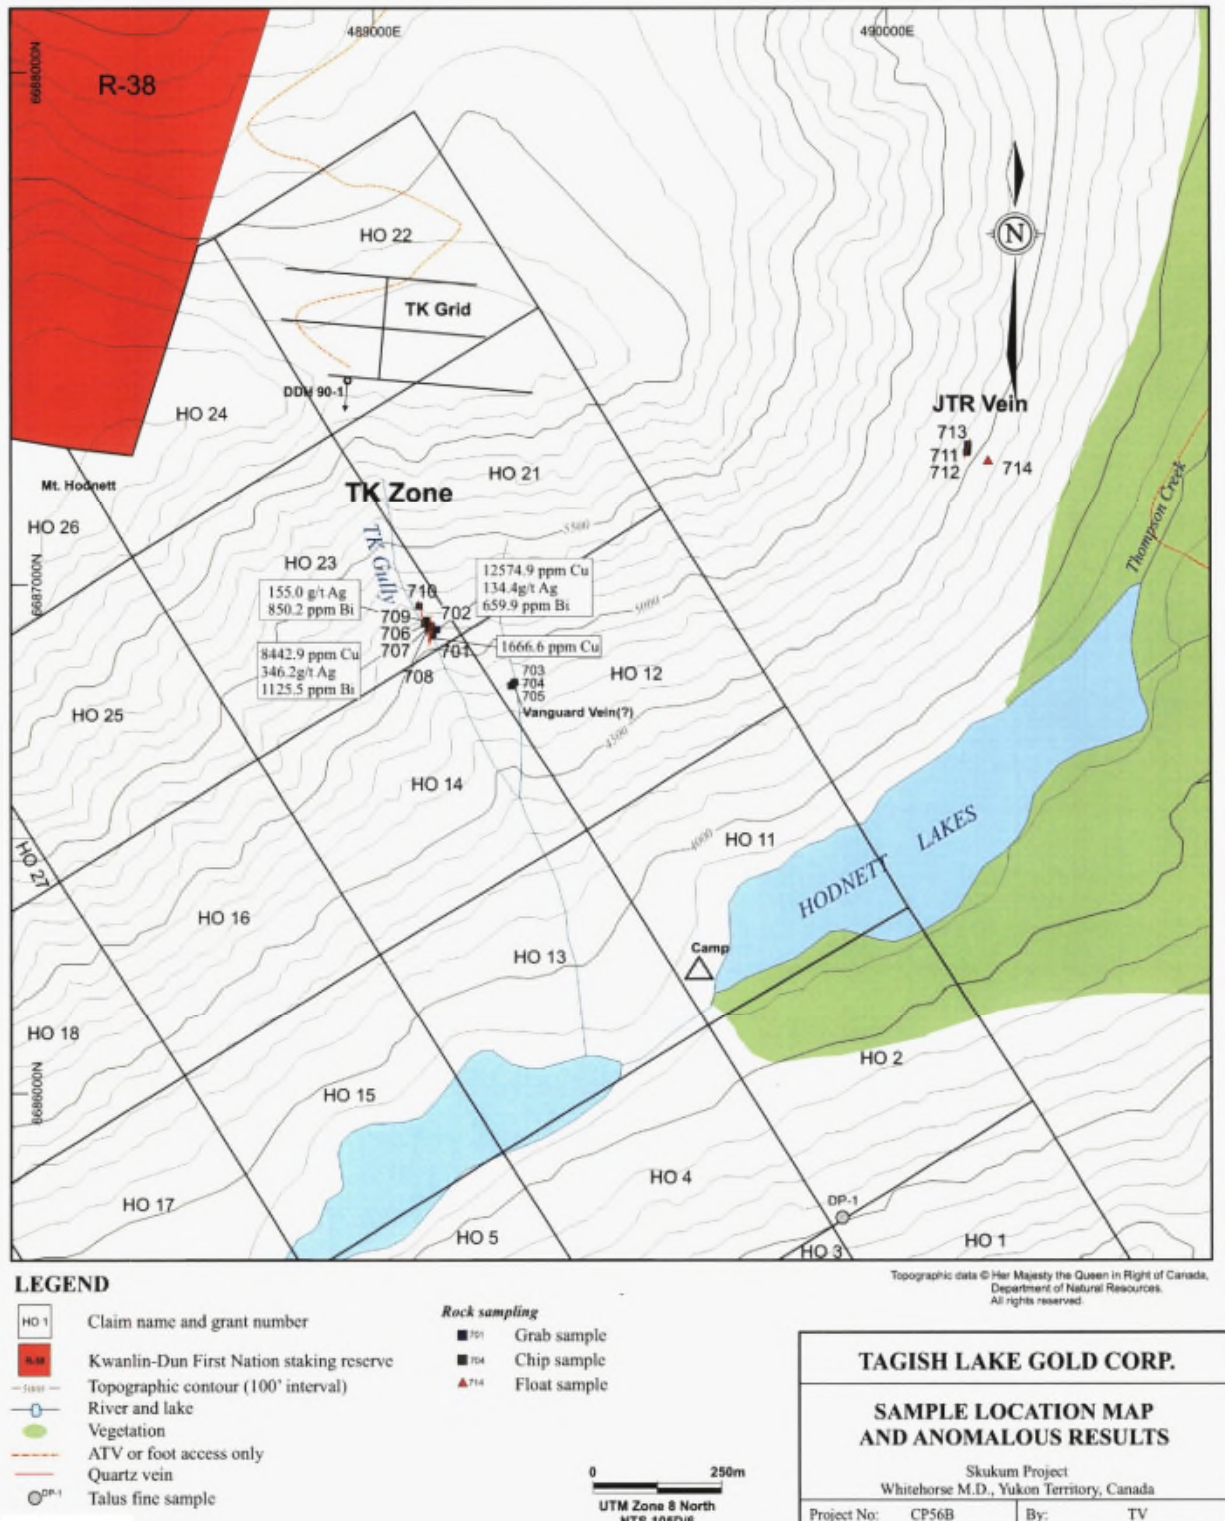 489000E
490000E
6688000N
R-38
HO 22
TK Grid
DDH 90-1
HO 24
JTR Vein
713
711
712
714
Mt. Hodnett
HO 21
TK Zone
HO 26
5500
Thompson Creek
TK Gully
HO 23
6687000N
12574.9 ppm Cu
134.4g/t Ag
659.9 ppm Bi
155.0 g/t Ag
850.2 ppm Bi
710
702
5000
709
706
707
701
1666.6 ppm Cu
8442.9 ppm Cu
346.2g/t Ag
1125.5 ppm Bi
708
703
704
705
HO 12
Vanguard Vein(?)
HO 25
4500
HO 14
HO 11
4000
HODNETT LAKES
HO 27
HO 16
HO 13
Camp
HO 18
HO 2
6686000N
HO 15
HO 4
HO 17
DP-1
HO 5
HO 3
HO 1
Topographic data © Her Majesty the Queen in Right of Canada,
Department of Natural Resources.
All rights reserved.
LEGEND
HO 1 Claim name and grant number
R-38 Kwanlin-Dun First Nation staking reserve
Topographic contour (100' interval)
River and lake
Vegetation
ATV or foot access only
Quartz vein
DP-1 Talus fine sample
Rock sampling
701 Grab sample
704 Chip sample
714 Float sample
0 250m
UTM Zone 8 North
NTS 105D/6
TAGISH LAKE GOLD CORP.
SAMPLE LOCATION MAP
AND ANOMALOUS RESULTS
Skukum Project
Whitehorse M.D., Yukon Territory, Canada
Project No: CP56B By: TV